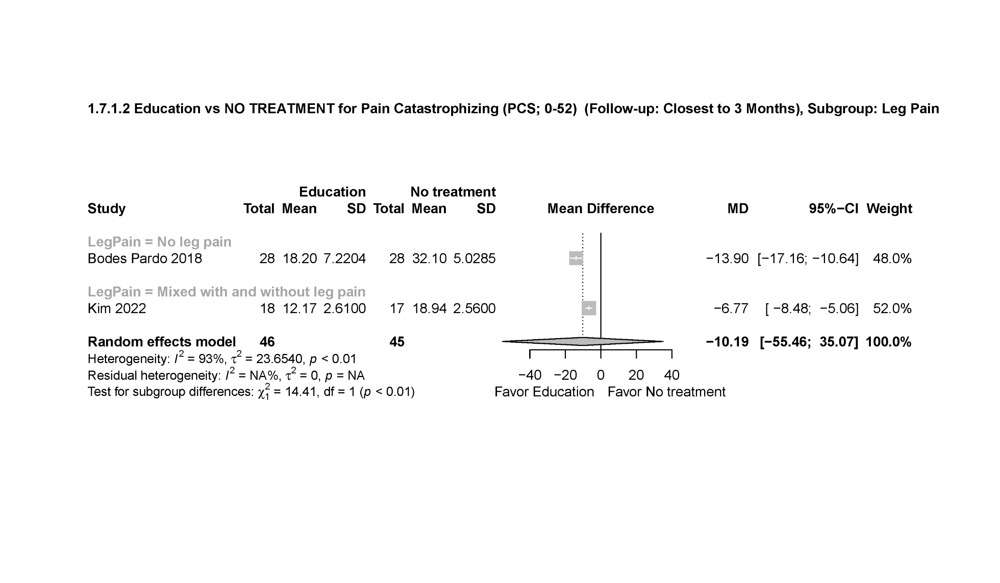 1.7.1.2 Education vs NO TREATMENT for Pain Catastrophizing (PCS; 0-52) (Follow-up: Closest to 3 Months), Subgroup: Leg Pain
Education No treatment
Study Total Mean SD Total Mean SD Mean Difference MD 95%−CI Weight
LegPain = No leg pain
Bodes Pardo 2018 28 18.20 7.2204 28 32.10 5.0285 −13.90 [−17.16; −10.64] 48.0%
LegPain = Mixed with and without leg pain
Kim 2022 18 12.17 2.6100 17 18.94 2.5600 −6.77 [ −8.48; −5.06] 52.0%
Random effects model 46 45 −10.19 [−55.46; 35.07] 100.0%
Heterogeneity: I² = 93%, τ² = 23.6540, p < 0.01
Residual heterogeneity: I² = NA%, τ² = 0, p = NA
−40 −20 0 20 40
Test for subgroup differences: χ²₁ = 14.41, df = 1 (p < 0.01)
Favor Education Favor No treatment